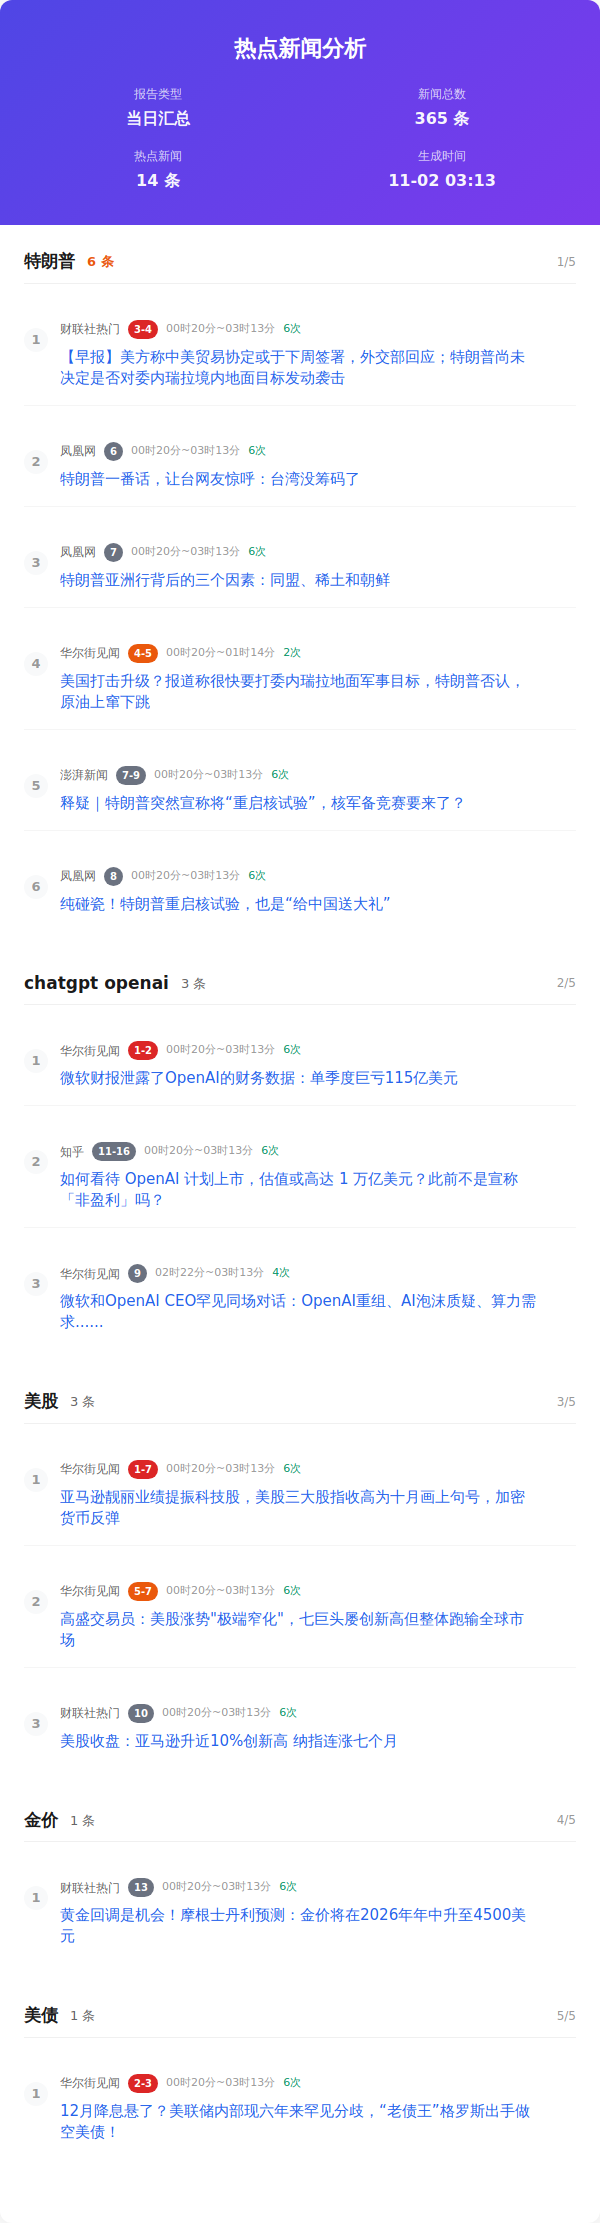 热点新闻分析
报告类型
新闻总数
当日汇总
365 条
热点新闻
生成时间
14 条
11-02 03:13
特朗普 6 条 1/5
1
财联社热门 3-4 00时20分~03时13分 6次
【早报】美方称中美贸易协定或于下周签署，外交部回应；特朗普尚未
决定是否对委内瑞拉境内地面目标发动袭击
2
凤凰网 6 00时20分~03时13分 6次
特朗普一番话，让台网友惊呼：台湾没筹码了
3
凤凰网 7 00时20分~03时13分 6次
特朗普亚洲行背后的三个因素：同盟、稀土和朝鲜
4
华尔街见闻 4-5 00时20分~01时14分 2次
美国打击升级？报道称很快要打委内瑞拉地面军事目标，特朗普否认，
原油上窜下跳
5
澎湃新闻 7-9 00时20分~03时13分 6次
释疑｜特朗普突然宣称将“重启核试验”，核军备竞赛要来了？
6
凤凰网 8 00时20分~03时13分 6次
纯碰瓷！特朗普重启核试验，也是“给中国送大礼”
chatgpt openai 3 条 2/5
1
华尔街见闻 1-2 00时20分~03时13分 6次
微软财报泄露了OpenAI的财务数据：单季度巨亏115亿美元
2
知乎 11-16 00时20分~03时13分 6次
如何看待 OpenAI 计划上市，估值或高达 1 万亿美元？此前不是宣称
「非盈利」吗？
3
华尔街见闻 9 02时22分~03时13分 4次
微软和OpenAI CEO罕见同场对话：OpenAI重组、AI泡沫质疑、算力需
求……
美股 3 条 3/5
1
华尔街见闻 1-7 00时20分~03时13分 6次
亚马逊靓丽业绩提振科技股，美股三大股指收高为十月画上句号，加密
货币反弹
2
华尔街见闻 5-7 00时20分~03时13分 6次
高盛交易员：美股涨势"极端窄化"，七巨头屡创新高但整体跑输全球市
场
3
财联社热门 10 00时20分~03时13分 6次
美股收盘：亚马逊升近10%创新高 纳指连涨七个月
金价 1 条 4/5
1
财联社热门 13 00时20分~03时13分 6次
黄金回调是机会！摩根士丹利预测：金价将在2026年年中升至4500美
元
美债 1 条 5/5
1
华尔街见闻 2-3 00时20分~03时13分 6次
12月降息悬了？美联储内部现六年来罕见分歧，“老债王”格罗斯出手做
空美债！